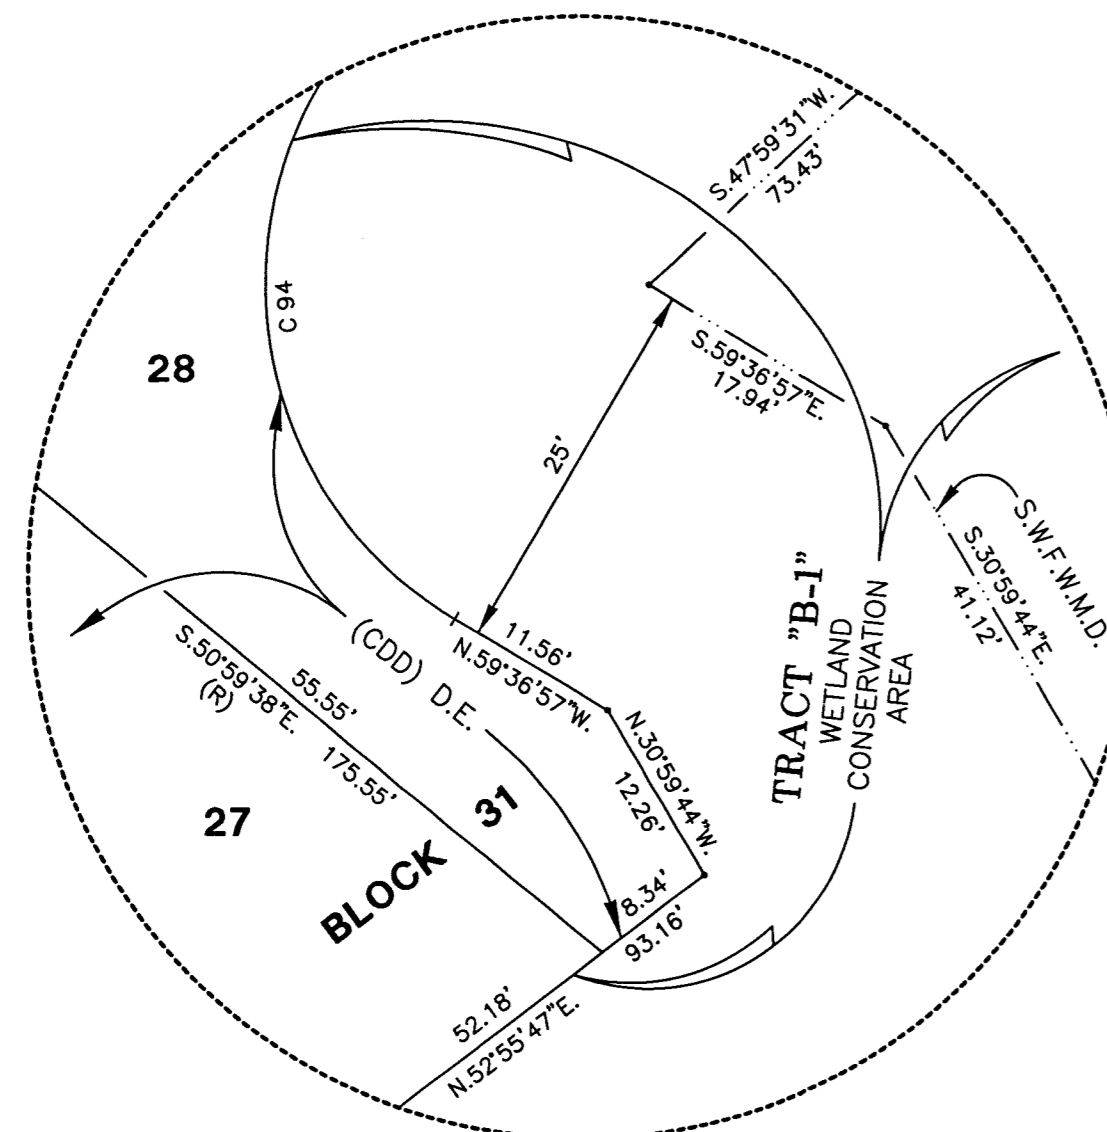 S.47°59'31"W.
73.43'
C 94
28
S.59°36'57"E.
17.94'
25'
S.W.F.W.M.D.
S.30°59'44"E.
41.12'
TRACT "B-1"
WETLAND
CONSERVATION
AREA
11.56'
N.59°36'57"W.
(CDD) D.E.
S.50°59'38"E.
(R)
55.55'
175.55'
N.30°59'44"W.
12.26'
27
BLOCK 31
8.34'
93.16'
52.18'
N.52°55'47"E.